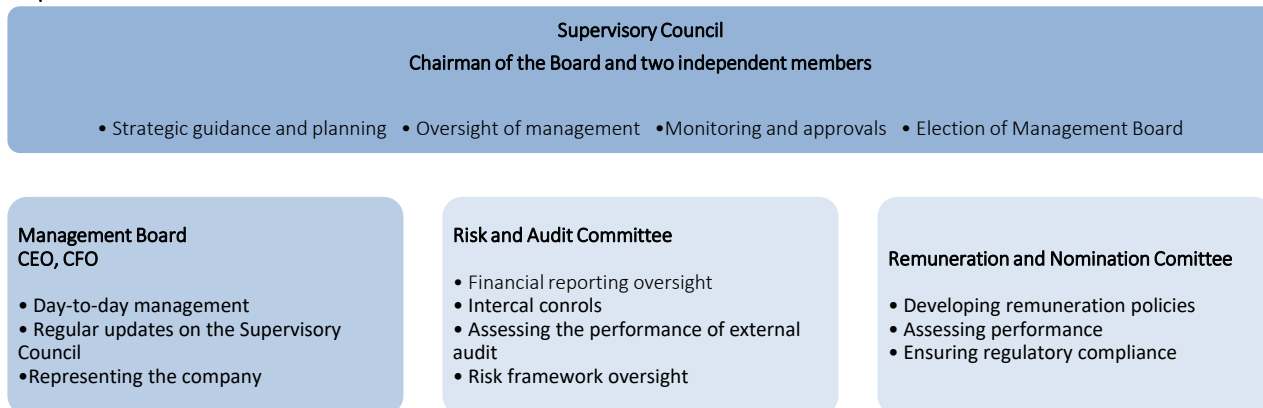 Supervisory Council
Chairman of the Board and two independent members
• Strategic guidance and planning • Oversight of management •Monitoring and approvals • Election of Management Board
Management Board
CEO, CFO
• Day-to-day management
• Regular updates on the Supervisory
Council
•Representing the company
Risk and Audit Committee
• Financial reporting oversight
• Intercal conrols
• Assessing the performance of external
audit
• Risk framework oversight
Remuneration and Nomination Comittee
• Developing remuneration policies
• Assessing performance
• Ensuring regulatory compliance